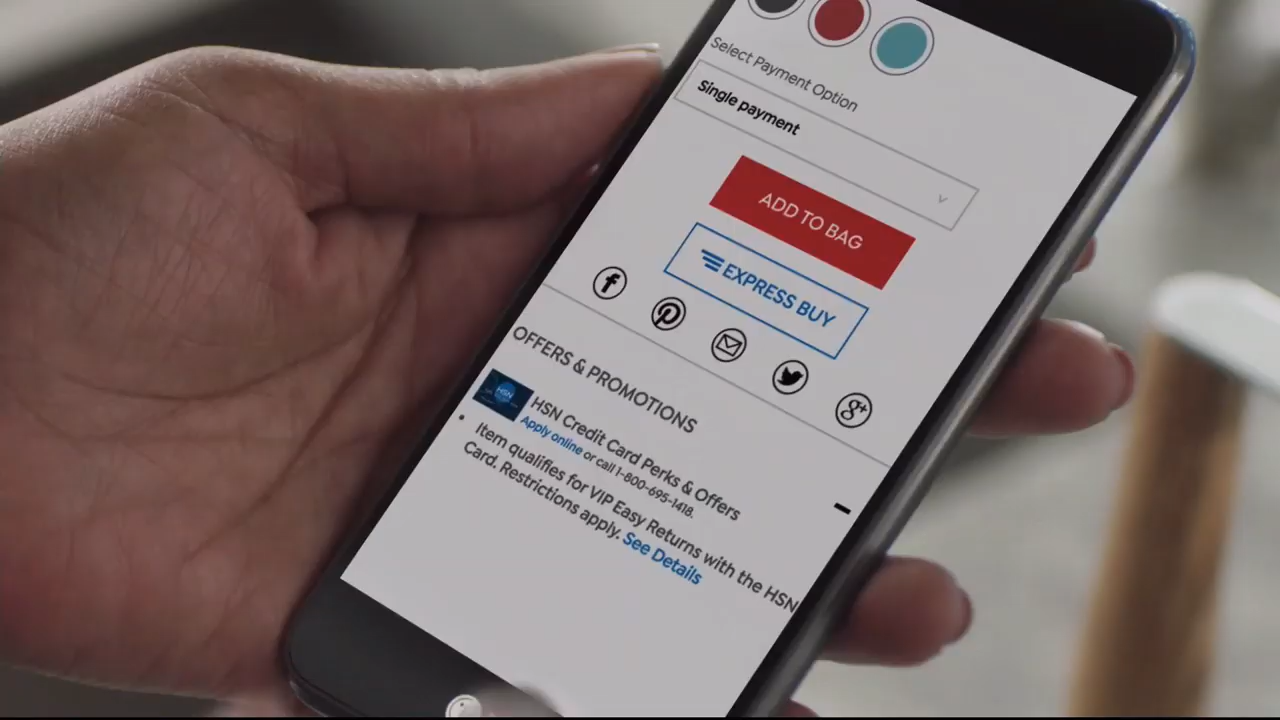 Select Payment Option
Single payment
ADD TO BAG
EXPRESS BUY
OFFERS & PROMOTIONS
HSN
HSN Credit Card Perks & Offers
Apply online or call 1-800-695-1418.
Item qualifies for VIP Easy Returns with the HSN
Card. Restrictions apply. See Details